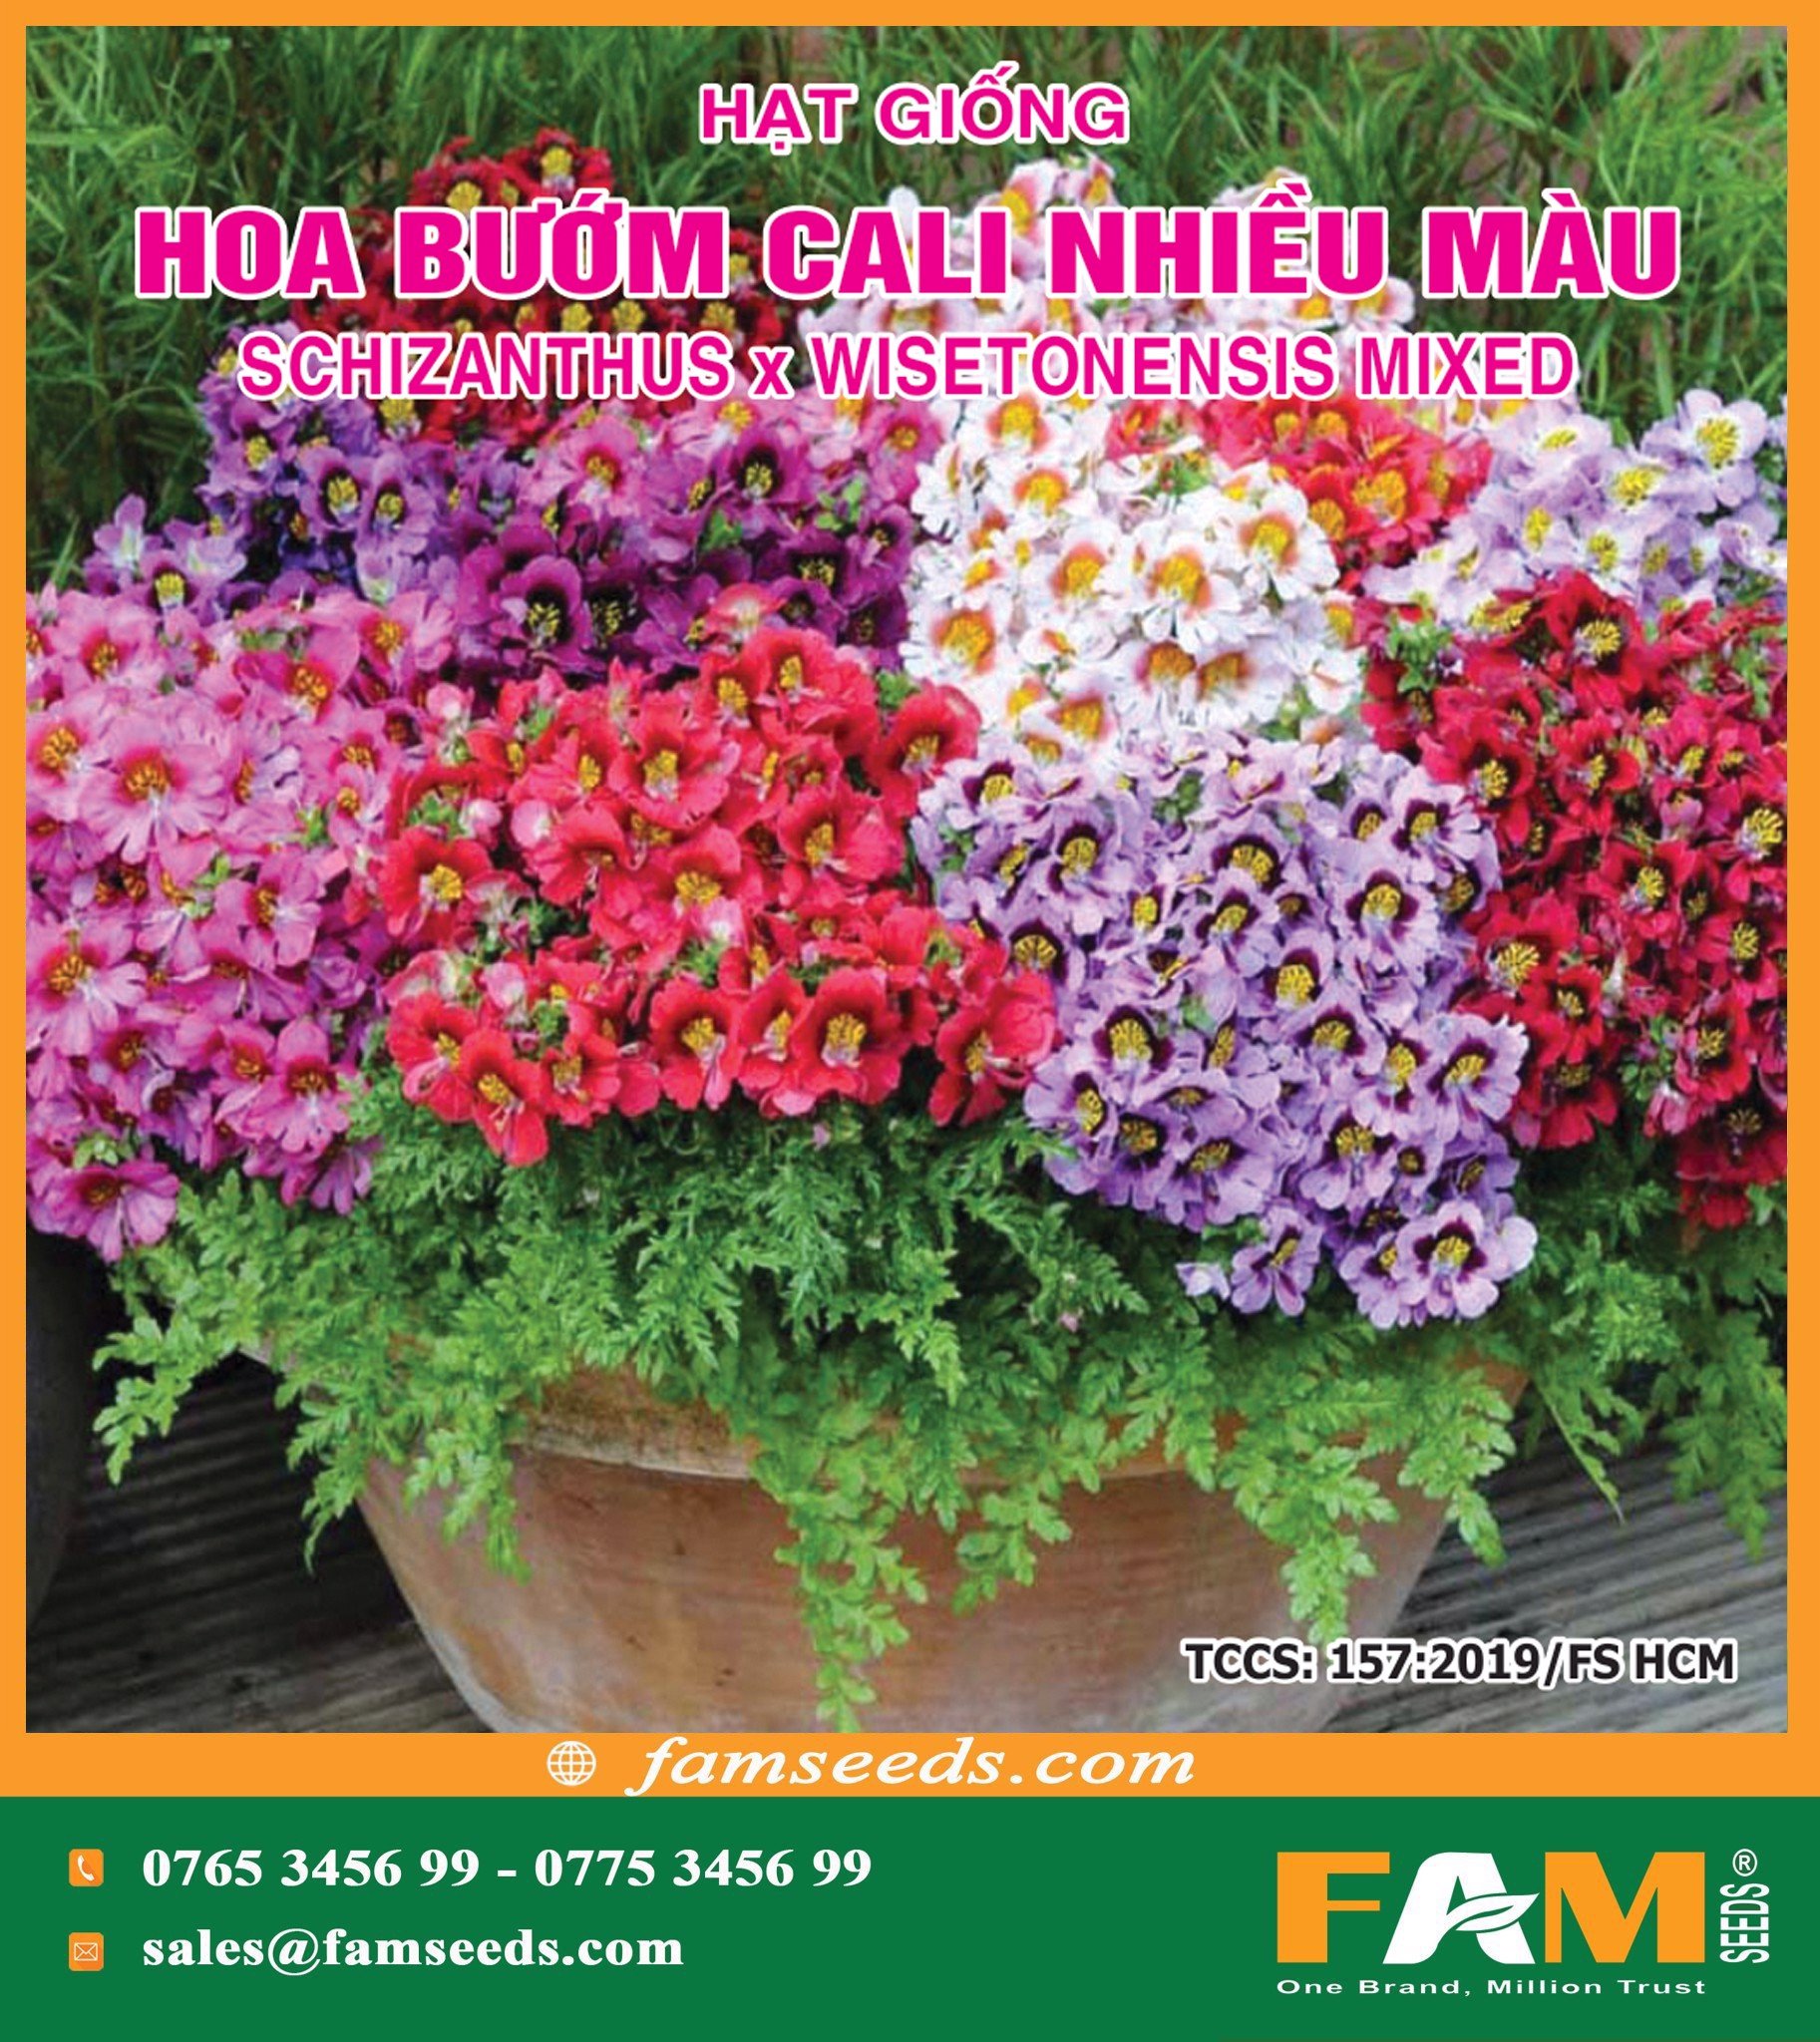 HẠT GIỐNG
HOA BƯỚM CALI NHIỀU MÀU
SCHIZANTHUS x WISETONENSIS MIXED
TCCS: 157:2019/FS HCM
famseeds.com
0765 3456 99 - 0775 3456 99
sales@famseeds.com
FAM SEEDS®
One Brand, Million Trust